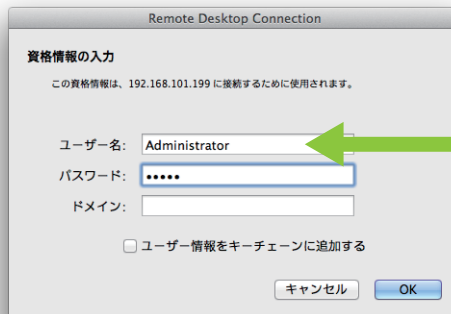 Remote Desktop Connection
資格情報の入力
この資格情報は、192.168.101.199 に接続するために使用されます。
ユーザー名: Administrator
パスワード: •••••
ドメイン:
ユーザー情報をキーチェーンに追加する
キャンセル OK